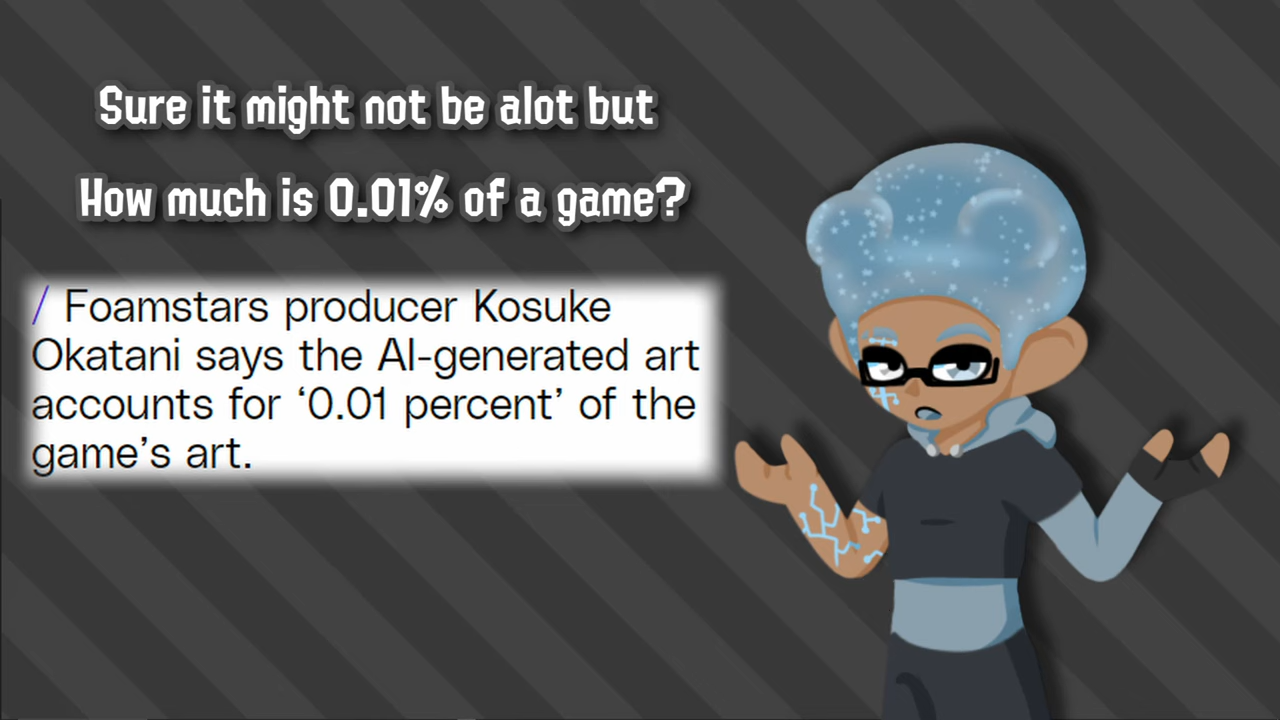 Sure it might not be alot but
How much is 0.01% of a game?
/ Foamstars producer Kosuke
Okatani says the AI-generated art
accounts for ‘0.01 percent’ of the
game’s art.